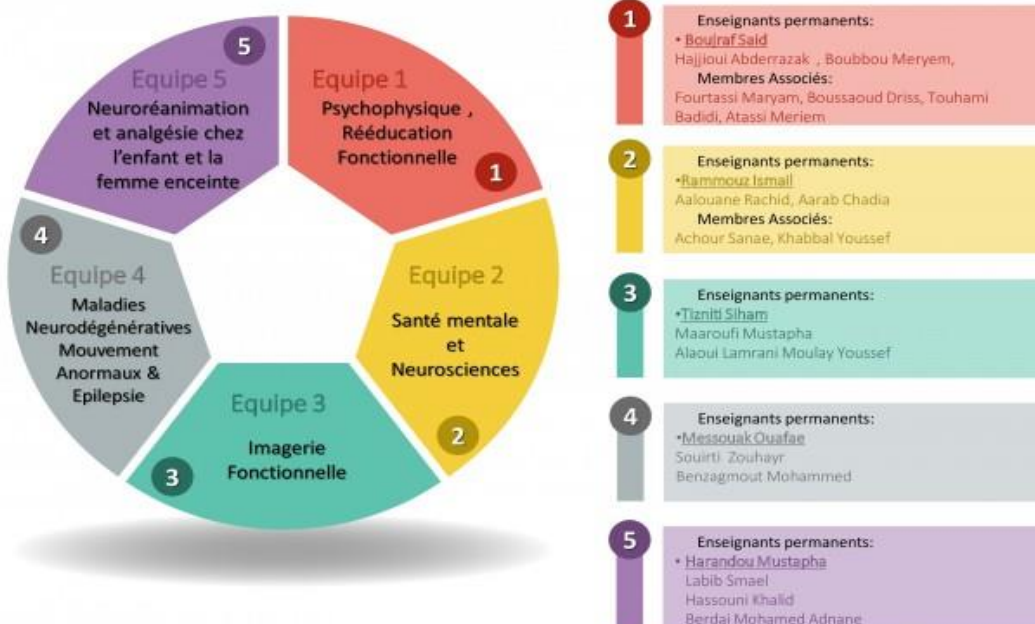 5
Equipe 5
Neuroréanimation
et analgésie chez
l'enfant et la
femme enceinte
Equipe 1
Psychophysique ,
Rééducation
Fonctionnelle
1
4
Equipe 4
Maladies
Neurodégénératives
Mouvement
Anormaux &
Epilepsie
Equipe 2
Santé mentale
et
Neurosciences
2
Equipe 3
Imagerie
Fonctionnelle
3
1
Enseignants permanents:
• Boujraf Said
Hajjioui Abderrazak , Boubbou Meryem,
Membres Associés:
Fourtassi Maryam, Boussaoud Driss, Touhami
Badidi, Atassi Meriem
2
Enseignants permanents:
•Rammouz Ismail
Aalouane Rachid, Aarab Chadia
Membres Associés:
Achour Sanae, Khabbal Youssef
3
Enseignants permanents:
•Tizniti Siham
Maaroufi Mustapha
Alaoui Lamrani Moulay Youssef
4
Enseignants permanents:
•Messouak Ouafae
Souirti Zouhayr
Benzagmout Mohammed
5
Enseignants permanents:
• Harandou Mustapha
Labib Smael
Hassouni Khalid
Berdai Mohamed Adnane